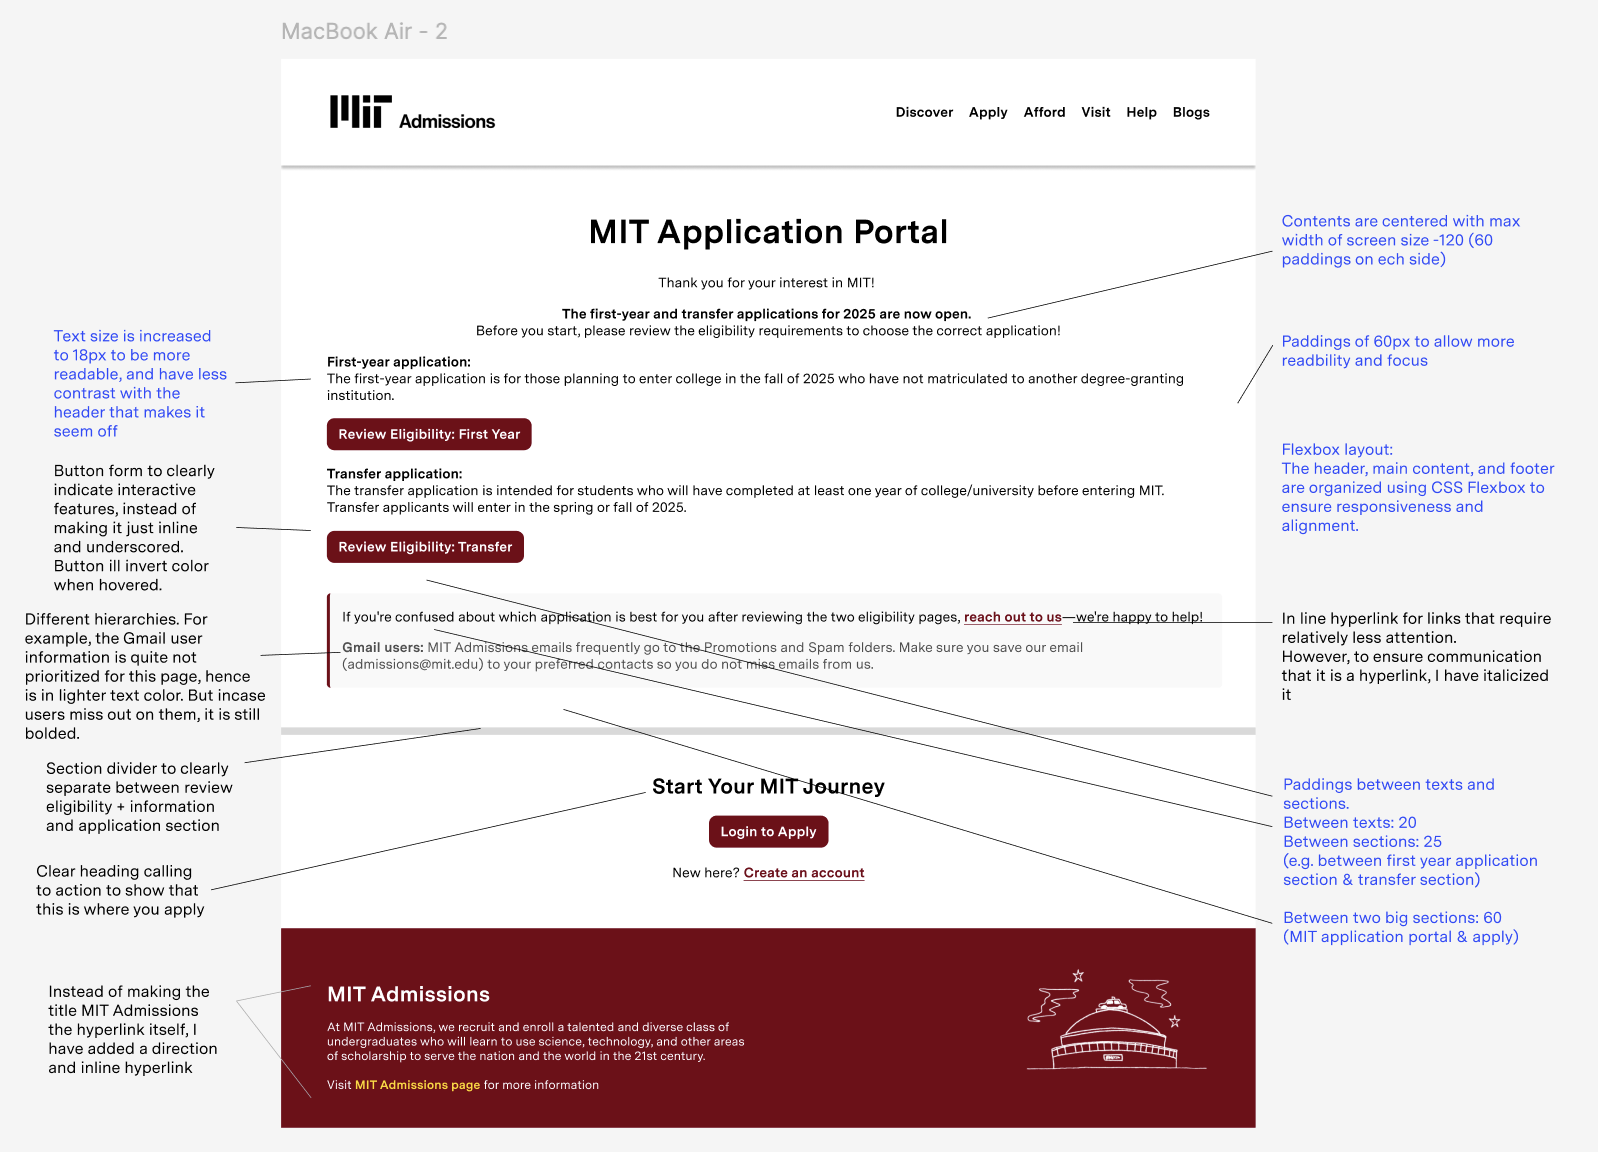 MacBook Air - 2
MIT Admissions
Discover Apply Afford Visit Help Blogs
MIT Application Portal
Thank you for your interest in MIT!
The first-year and transfer applications for 2025 are now open.
Before you start, please review the eligibility requirements to choose the correct application!
First-year application:
The first-year application is for those planning to enter college in the fall of 2025 who have not matriculated to another degree-granting
institution.
Review Eligibility: First Year
Transfer application:
The transfer application is intended for students who will have completed at least one year of college/university before entering MIT.
Transfer applicants will enter in the spring or fall of 2025.
Review Eligibility: Transfer
If you're confused about which application is best for you after reviewing the two eligibility pages, reach out to us—we're happy to help!
Gmail users: MIT Admissions emails frequently go to the Promotions and Spam folders. Make sure you save our email
(admissions@mit.edu) to your preferred contacts so you do not miss emails from us.
Start Your MIT Journey
Login to Apply
New here? Create an account
MIT Admissions
At MIT Admissions, we recruit and enroll a talented and diverse class of
undergraduates who will learn to use science, technology, and other areas
of scholarship to serve the nation and the world in the 21st century.
Visit MIT Admissions page for more information
Text size is increased
to 18px to be more
readable, and have less
contrast with the
header that makes it
seem off
Button form to clearly
indicate interactive
features, instead of
making it just inline
and underscored.
Button ill invert color
when hovered.
Different hierarchies. For
example, the Gmail user
information is quite not
prioritized for this page, hence
is in lighter text color. But incase
users miss out on them, it is still
bolded.
Section divider to clearly
separate between review
eligibility + information
and application section
Clear heading calling
to action to show that
this is where you apply
Instead of making the
title MIT Admissions
the hyperlink itself, I
have added a direction
and inline hyperlink
Contents are centered with max
width of screen size -120 (60
paddings on ech side)
Paddings of 60px to allow more
readbility and focus
Flexbox layout:
The header, main content, and footer
are organized using CSS Flexbox to
ensure responsiveness and
alignment.
In line hyperlink for links that require
relatively less attention.
However, to ensure communication
that it is a hyperlink, I have italicized
it
Paddings between texts and
sections.
Between texts: 20
Between sections: 25
(e.g. between first year application
section & transfer section)
Between two big sections: 60
(MIT application portal & apply)